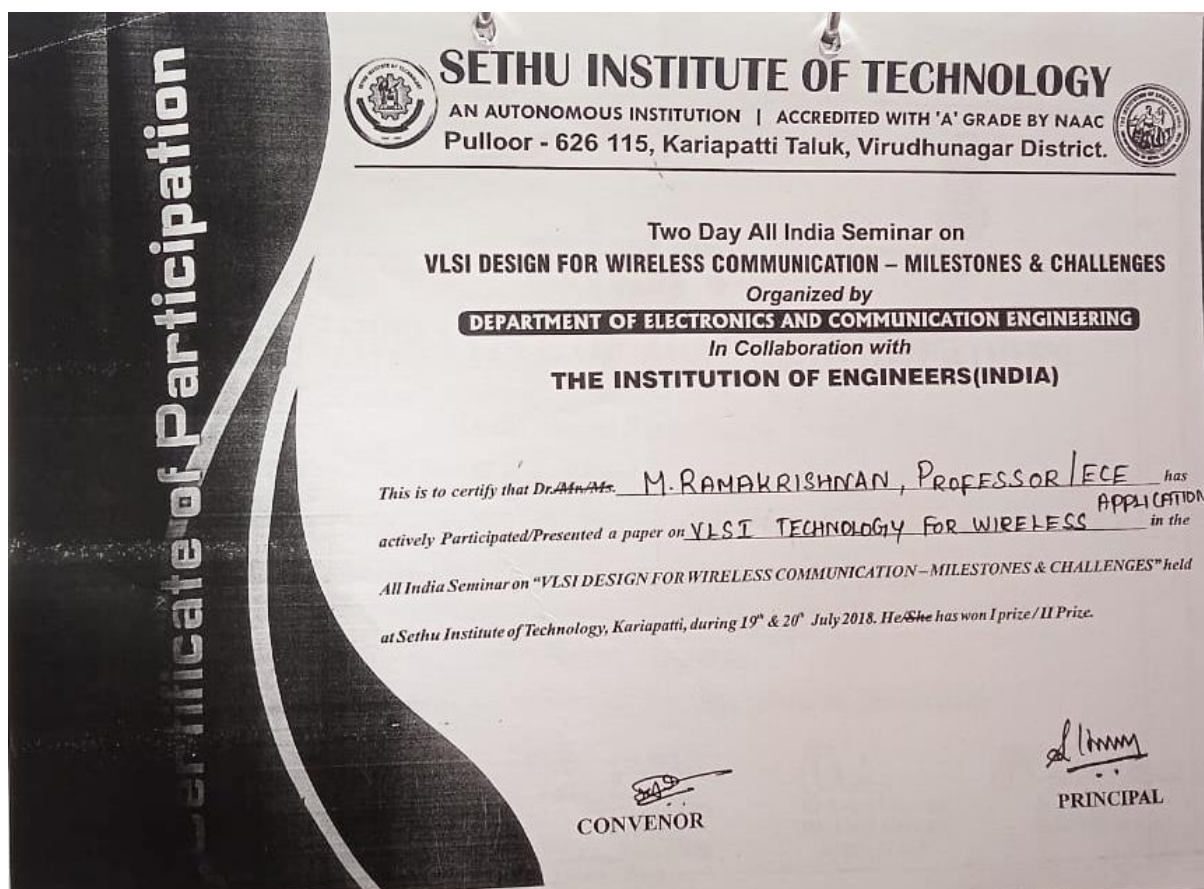 Certificate of Participation
SETHU INSTITUTE OF TECHNOLOGY
AN AUTONOMOUS INSTITUTION | ACCREDITED WITH 'A' GRADE BY NAAC
Pulloor - 626 115, Kariapatti Taluk, Virudhunagar District.
Two Day All India Seminar on
VLSI DESIGN FOR WIRELESS COMMUNICATION – MILESTONES & CHALLENGES
Organized by
DEPARTMENT OF ELECTRONICS AND COMMUNICATION ENGINEERING
In Collaboration with
THE INSTITUTION OF ENGINEERS(INDIA)
This is to certify that Dr./Mr./Ms. M. RAMAKRISHNAN, PROFESSOR/ECE has
actively Participated/Presented a paper on VLSI TECHNOLOGY FOR WIRELESS APPLICATION in the
All India Seminar on "VLSI DESIGN FOR WIRELESS COMMUNICATION – MILESTONES & CHALLENGES" held
at Sethu Institute of Technology, Kariapatti, during 19th & 20th July 2018. He/She has won I prize / II Prize.
CONVENOR
PRINCIPAL